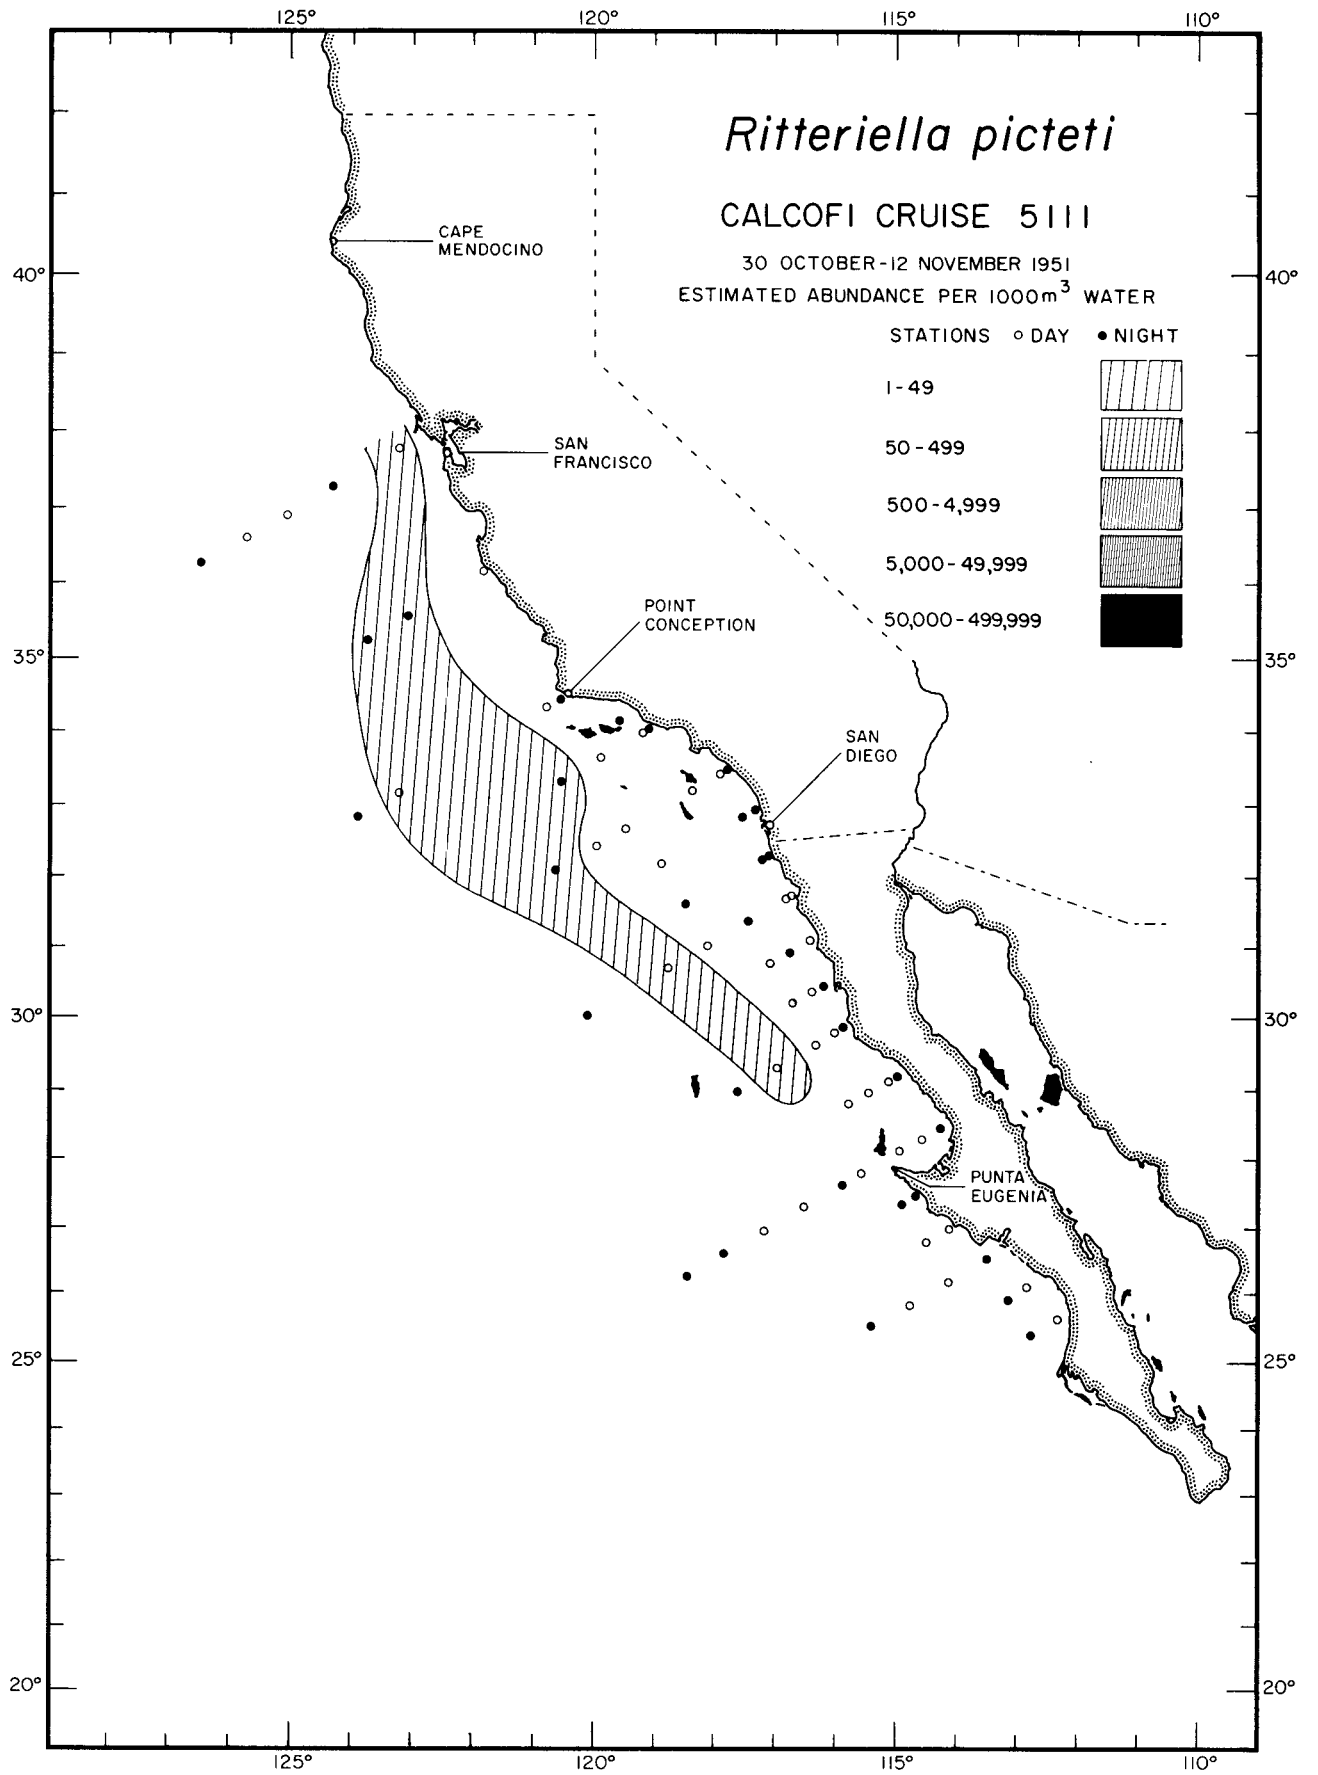 125° 120° 115° 110°
Ritteriella picteti
CALCOFI CRUISE 5111
30 OCTOBER-12 NOVEMBER 1951
ESTIMATED ABUNDANCE PER 1000m³ WATER
STATIONS DAY NIGHT
1-49
50-499
500-4,999
5,000-49,999
50,000-499,999
CAPE
MENDOCINO
40° 40°
SAN
FRANCISCO
POINT
CONCEPTION
35° 35°
SAN
DIEGO
30° 30°
PUNTA
EUGENIA
25° 25°
20° 20°
125° 120° 115° 110°